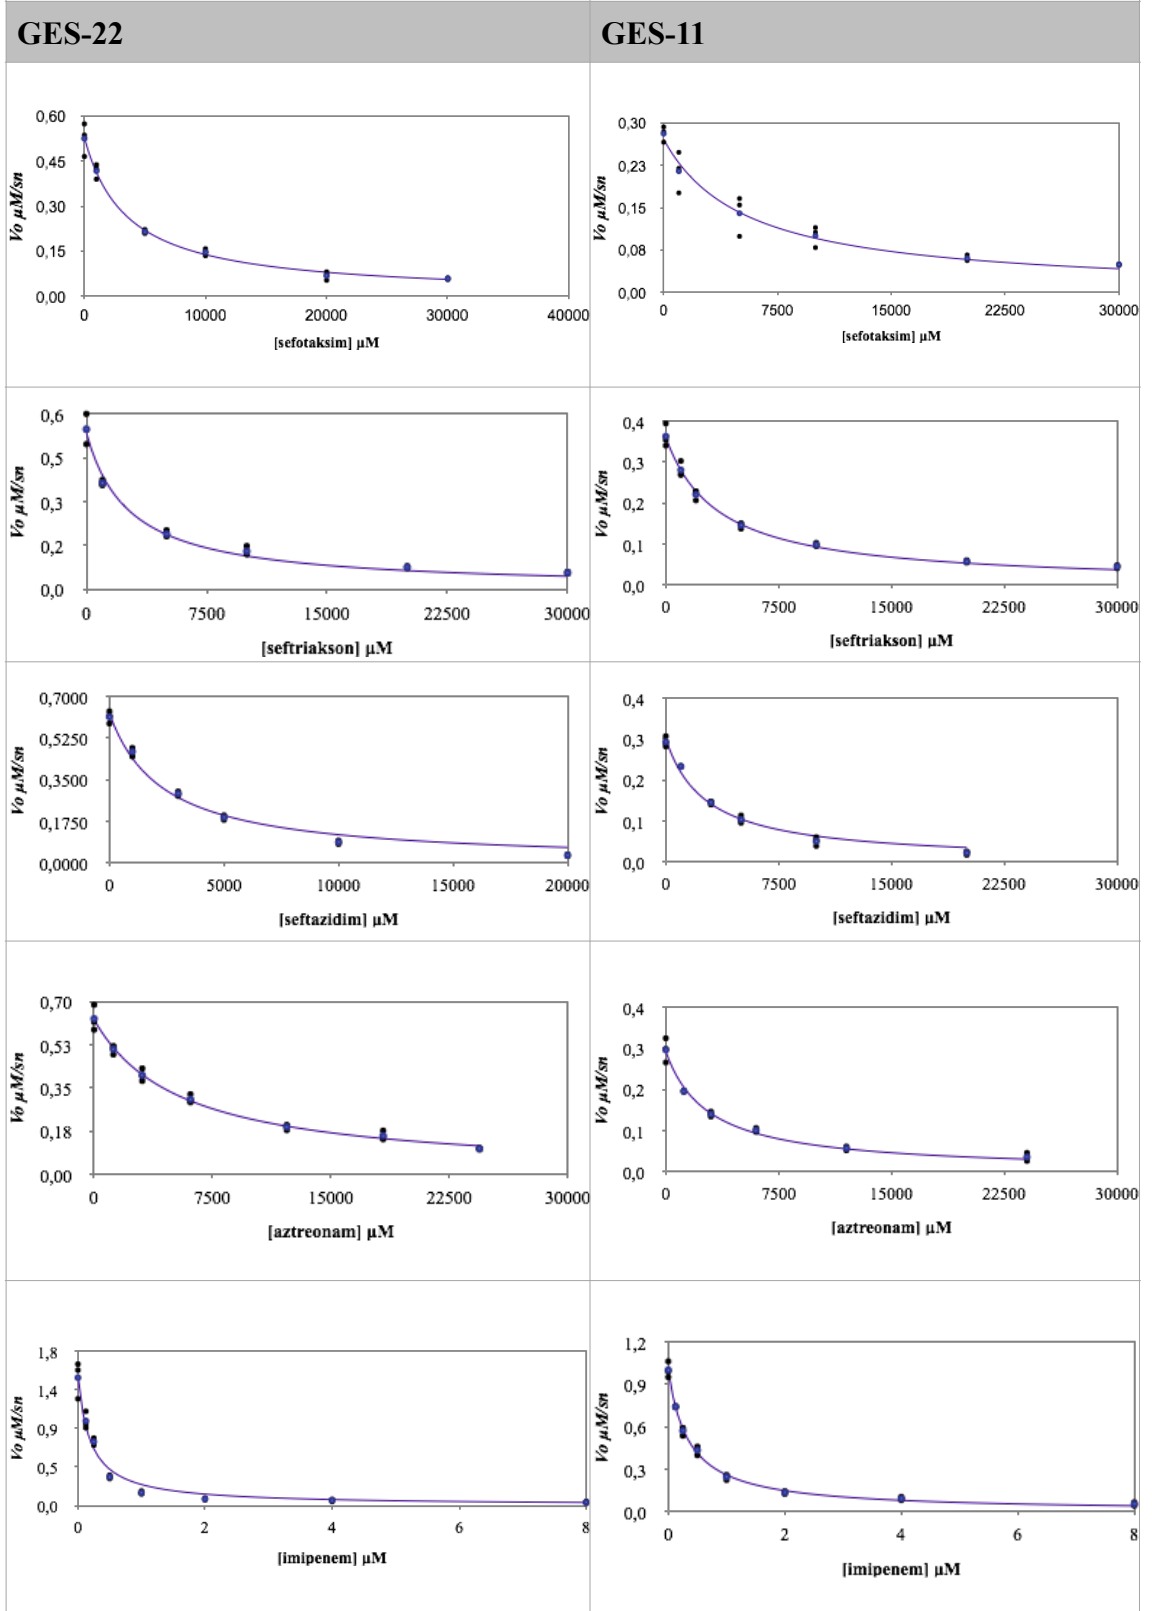 GES-22 GES-11
0,60
0,45
0,30
0,15
0,00
Vo µM/sn
0 10000 20000 30000 40000
[sefotaksim] µM
0,30
0,23
0,15
0,08
0,00
Vo µM/sn
0 7500 15000 22500 30000
[sefotaksim] µM
0,6
0,5
0,3
0,2
0,0
Vo µM/sn
0 7500 15000 22500 30000
[seftriakson] µM
0,4
0,3
0,2
0,1
0,0
Vo µM/sn
0 7500 15000 22500 30000
[seftriakson] µM
0,7000
0,5250
0,3500
0,1750
0,0000
Vo µM/sn
0 5000 10000 15000 20000
[seftazidim] µM
0,4
0,3
0,2
0,1
0,0
Vo µM/sn
0 7500 15000 22500 30000
[seftazidim] µM
0,70
0,53
0,35
0,18
0,00
Vo µM/sn
0 7500 15000 22500 30000
[aztreonam] µM
0,4
0,3
0,2
0,1
0,0
Vo µM/sn
0 7500 15000 22500 30000
[aztreonam] µM
1,8
1,4
0,9
0,5
0,0
Vo µM/sn
0 2 4 6 8
[imipenem] µM
1,2
0,9
0,6
0,3
0,0
Vo µM/sn
0 2 4 6 8
[imipenem] µM